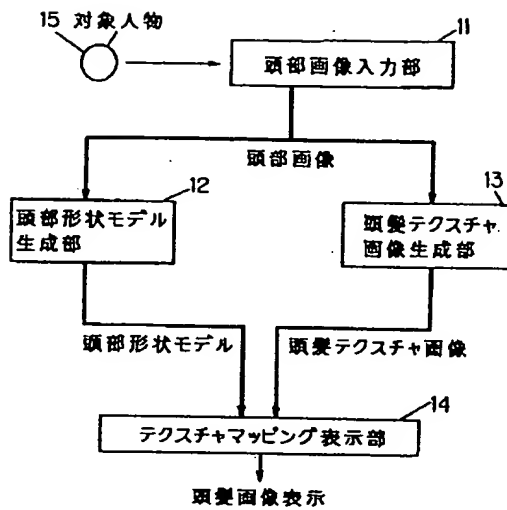 15 対象人物
11
頭部画像入力部
頭部画像
12
13
頭部形状モデル
生成部
頭髪テクスチャ
画像生成部
頭部形状モデル
頭髪テクスチャ画像
14
テクスチャマッピング表示部
頭髪画像表示